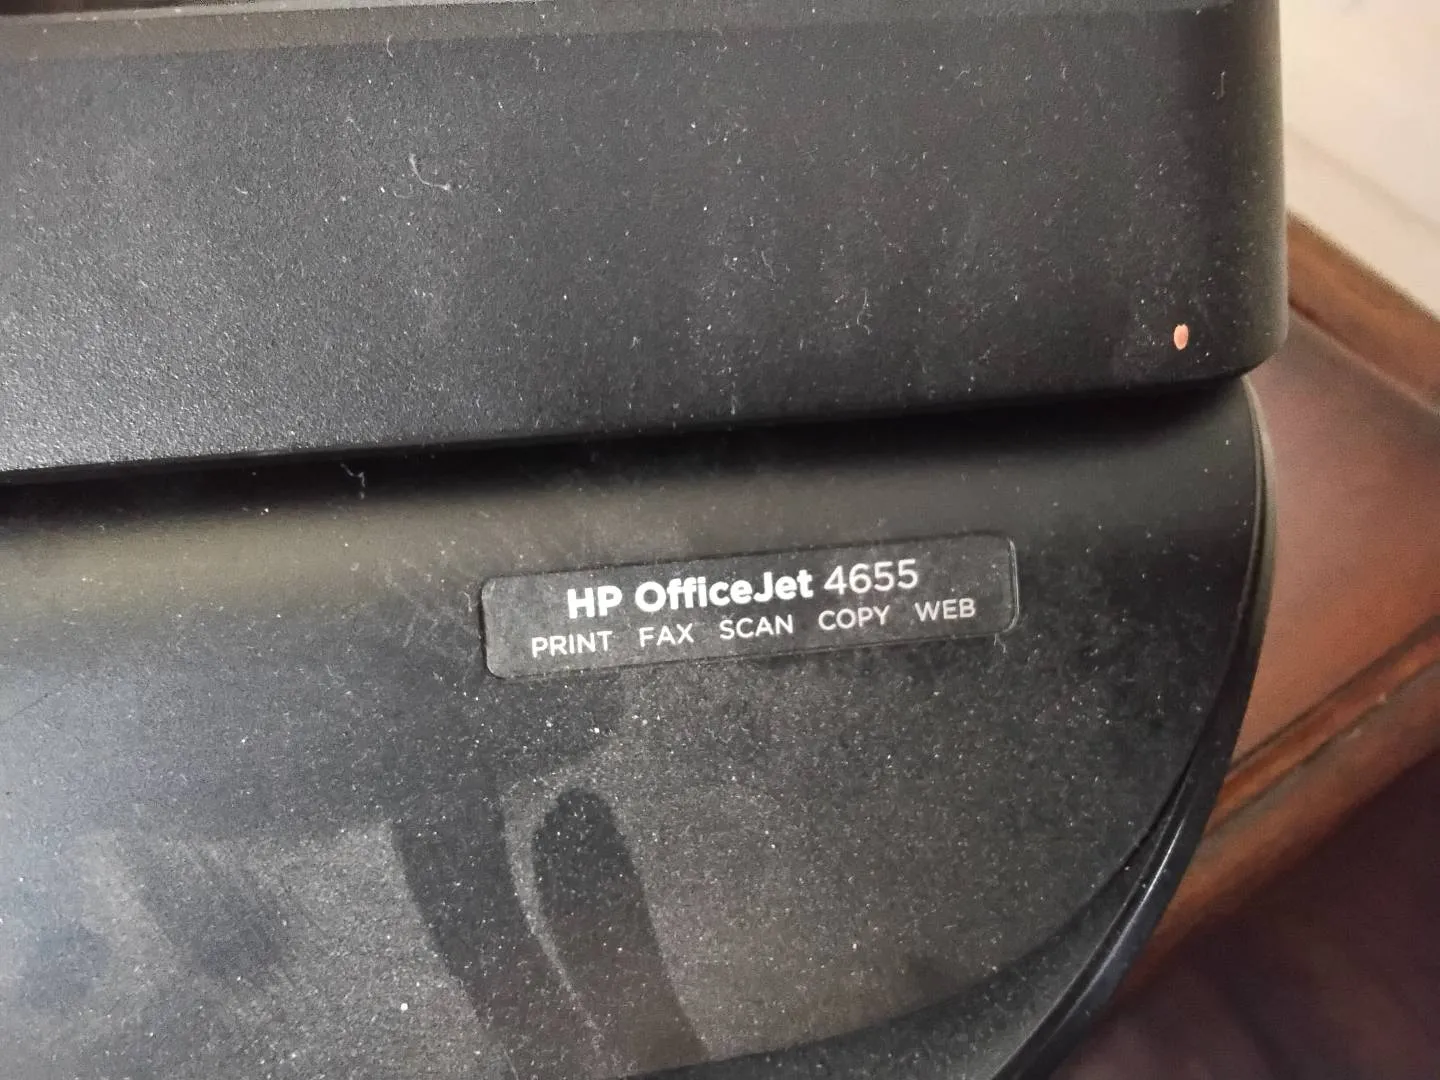 HP OfficeJet 4655
PRINT FAX SCAN COPY WEB